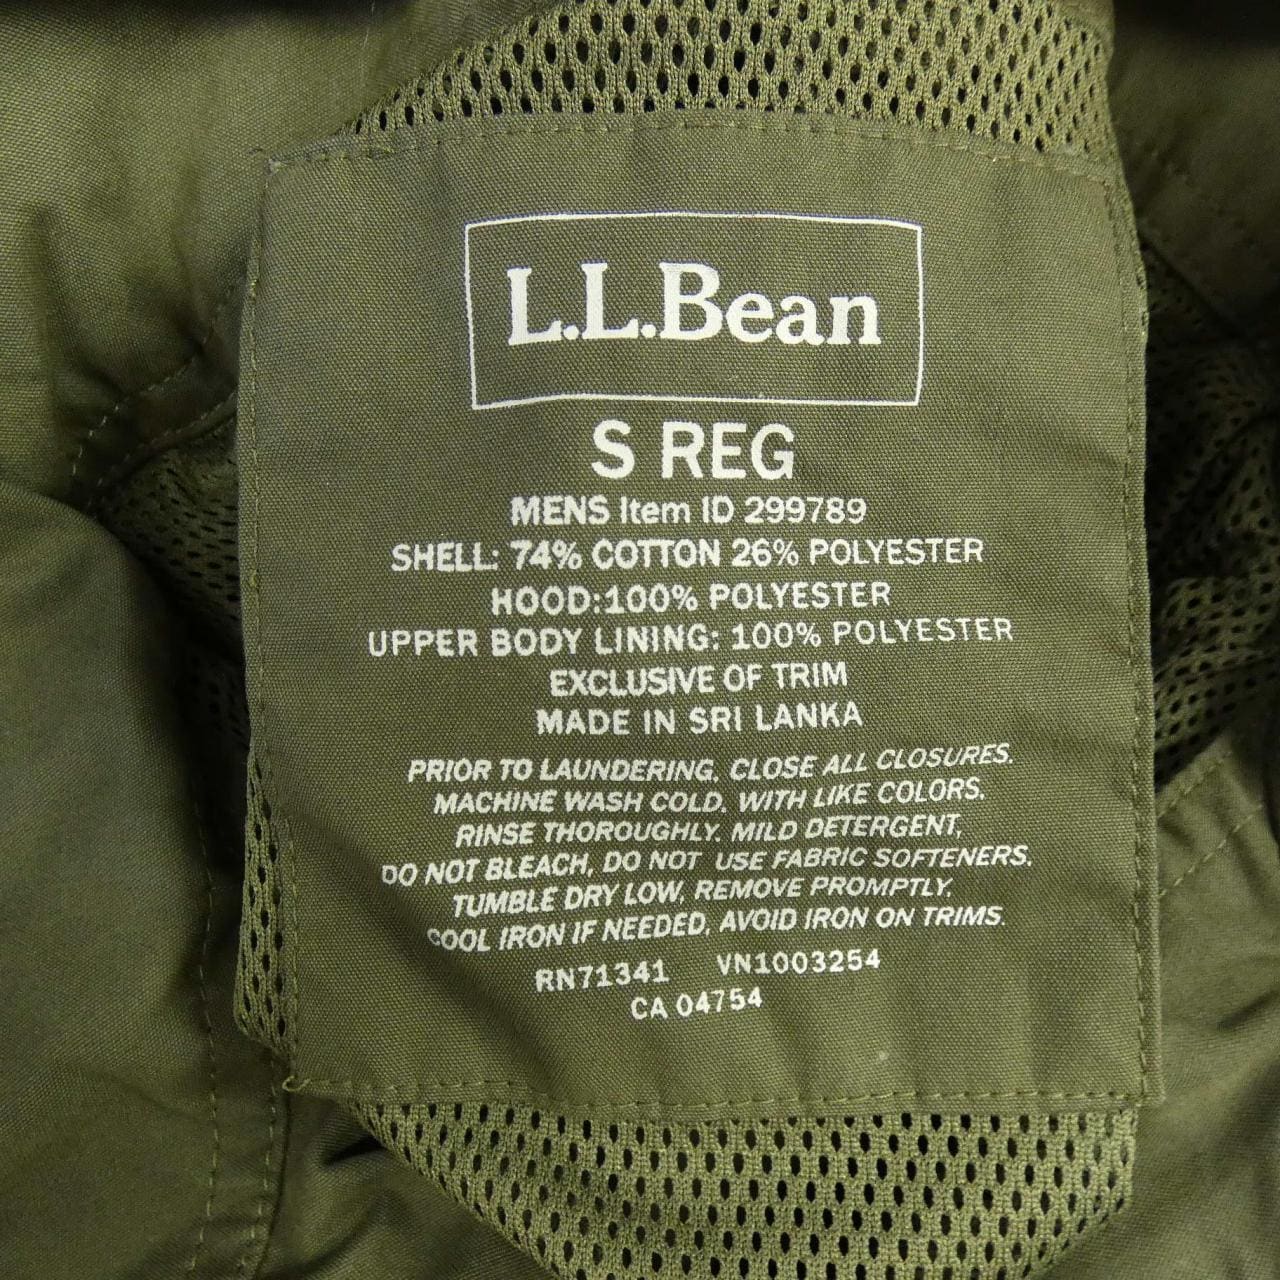 L.L.Bean
S REG
MENS Item ID 299789
SHELL: 74% COTTON 26% POLYESTER
HOOD:100% POLYESTER
UPPER BODY LINING: 100% POLYESTER
EXCLUSIVE OF TRIM
MADE IN SRI LANKA
PRIOR TO LAUNDERING, CLOSE ALL CLOSURES.
MACHINE WASH COLD, WITH LIKE COLORS.
RINSE THOROUGHLY. MILD DETERGENT,
DO NOT BLEACH, DO NOT USE FABRIC SOFTENERS.
TUMBLE DRY LOW, REMOVE PROMPTLY,
COOL IRON IF NEEDED, AVOID IRON ON TRIMS.
RN71341 VN1003254
CA 04754